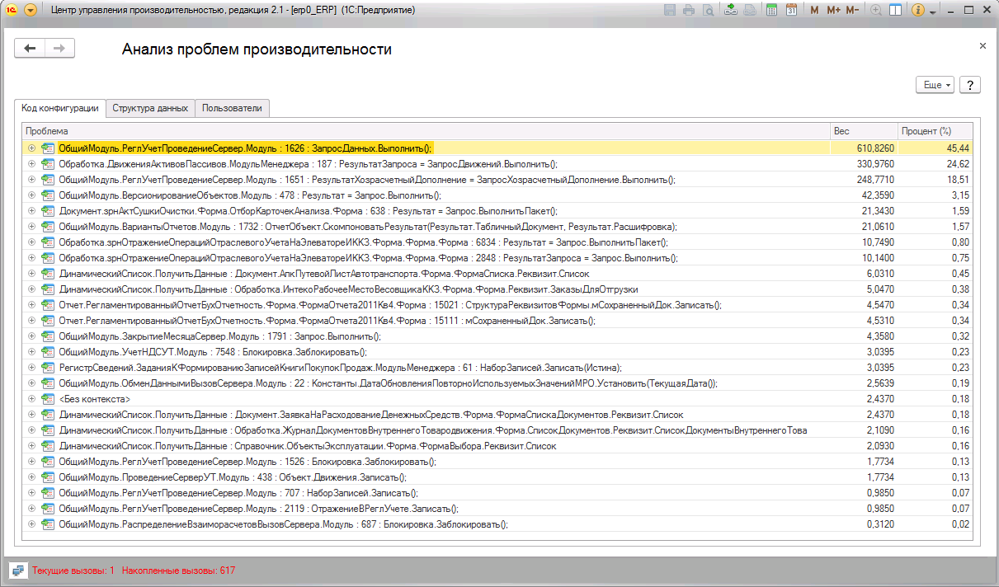 Центр управления производительностью, редакция 2.1 - [erp0_ERP] (1С:Предприятие)
31 M M+ M-
Анализ проблем производительности
Еще ?
Код конфигурации Структура данных Пользователи
Проблема Вес Процент (%)
ОбщийМодуль.РеглУчетПроведениеСервер.Модуль : 1626 : ЗапросДанных.Выполнить(); 610,8260 45,44
Обработка.ДвиженияАктивовПассивов.МодульМенеджера : 187 : РезультатЗапроса = ЗапросДвижений.Выполнить(); 330,9760 24,62
ОбщийМодуль.РеглУчетПроведениеСервер.Модуль : 1651 : РезультатХозрасчетныйДополнение = ЗапросХозрасчетныйДополнение.Выполнить(); 248,7710 18,51
ОбщийМодуль.ВерсионированиеОбъектов.Модуль : 478 : Результат = Запрос.Выполнить(); 42,3590 3,15
Документ.зрнАктСушкиОчистки.Форма.ОтборКарточекАнализа.Форма : 638 : Результат = Запрос.ВыполнитьПакет(); 21,3430 1,59
ОбщийМодуль.ВариантыОтчетов.Модуль : 1732 : ОтчетОбъект.СкомпоноватьРезультат(Результат.ТабличныйДокумент, Результат.Расшифровка); 21,0610 1,57
Обработка.зрнОтражениеОперацийОтраслевогоУчетаНаЭлеватореИККЗ.Форма.Форма.Форма : 6834 : Результат = Запрос.ВыполнитьПакет(); 10,7490 0,80
Обработка.зрнОтражениеОперацийОтраслевогоУчетаНаЭлеватореИККЗ.Форма.Форма.Форма : 2848 : РезультатЗапроса = Запрос.Выполнить(); 10,1400 0,75
ДинамическийСписок.ПолучитьДанные : Документ.АпкПутевойЛистАвтотранспорта.Форма.ФормаСписка.Реквизит.Список 6,0310 0,45
ДинамическийСписок.ПолучитьДанные : Обработка.ИнтекоРабочееМестоВесовщикаККЗ.Форма.Форма.Реквизит.ЗаказыДляОтгрузки 5,0470 0,38
Отчет.РегламентированныйОтчетБухОтчетность.Форма.ФормаОтчета2011Кв4.Форма : 15021 : СтруктураРеквизитовФормы.мСохраненныйДок.Записать(); 4,5470 0,34
Отчет.РегламентированныйОтчетБухОтчетность.Форма.ФормаОтчета2011Кв4.Форма : 15111 : мСохраненныйДок.Записать(); 4,5310 0,34
ОбщийМодуль.ЗакрытиеМесяцаСервер.Модуль : 1791 : Запрос.Выполнить(); 4,3580 0,32
ОбщийМодуль.УчетНДСУТ.Модуль : 7548 : Блокировка.Заблокировать(); 3,0395 0,23
РегистрСведений.ЗаданияКФормированиюЗаписейКнигиПокупокПродаж.МодульМенеджера : 61 : НаборЗаписей.Записать(Истина); 3,0395 0,23
ОбщийМодуль.ОбменДаннымиВызовСервера.Модуль : 22 : Константы.ДатаОбновленияПовторноИспользуемыхЗначенийМРО.Установить(ТекущаяДата()); 2,5639 0,19
<Без контекста> 2,4370 0,18
ДинамическийСписок.ПолучитьДанные : Документ.ЗаявкаНаРасходованиеДенежныхСредств.Форма.ФормаСпискаДокументов.Реквизит.Список 2,4370 0,18
ДинамическийСписок.ПолучитьДанные : Обработка.ЖурналДокументовВнутреннегоТовародвижения.Форма.СписокДокументов.Реквизит.СписокДокументыВнутреннегоТова 2,1090 0,16
ДинамическийСписок.ПолучитьДанные : Справочник.ОбъектыЭксплуатации.Форма.ФормаВыбора.Реквизит.Список 2,0930 0,16
ОбщийМодуль.РеглУчетПроведениеСервер.Модуль : 1526 : Блокировка.Заблокировать(); 1,7734 0,13
ОбщийМодуль.ПроведениеСерверУТ.Модуль : 438 : Объект.Движения.Записать(); 1,7734 0,13
ОбщийМодуль.РеглУчетПроведениеСервер.Модуль : 707 : НаборЗаписей.Записать(); 0,9850 0,07
ОбщийМодуль.РеглУчетПроведениеСервер.Модуль : 2119 : ОтражениеВРеглУчете.Записать(); 0,9850 0,07
ОбщийМодуль.РаспределениеВзаиморасчетовВызовСервера.Модуль : 687 : Блокировка.Заблокировать(); 0,3120 0,02
Текущие вызовы: 1 Накопленные вызовы: 617